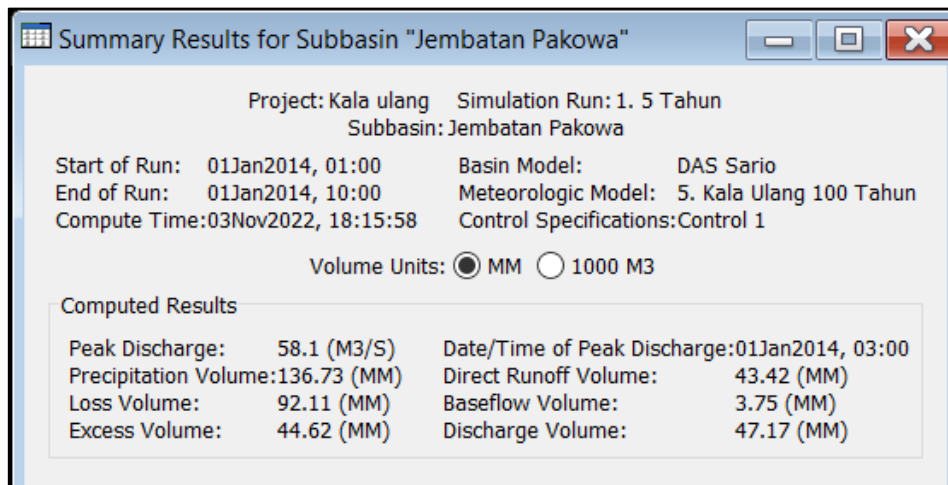 Summary Results for Subbasin "Jembatan Pakowa"
Project: Kala ulang Simulation Run: 1. 5 Tahun
Subbasin: Jembatan Pakowa
Start of Run: 01Jan2014, 01:00 Basin Model: DAS Sario
End of Run: 01Jan2014, 10:00 Meteorologic Model: 5. Kala Ulang 100 Tahun
Compute Time:03Nov2022, 18:15:58 Control Specifications:Control 1
Volume Units: MM 1000 M3
Computed Results
Peak Discharge: 58.1 (M3/S) Date/Time of Peak Discharge:01Jan2014, 03:00
Precipitation Volume:136.73 (MM) Direct Runoff Volume: 43.42 (MM)
Loss Volume: 92.11 (MM) Baseflow Volume: 3.75 (MM)
Excess Volume: 44.62 (MM) Discharge Volume: 47.17 (MM)